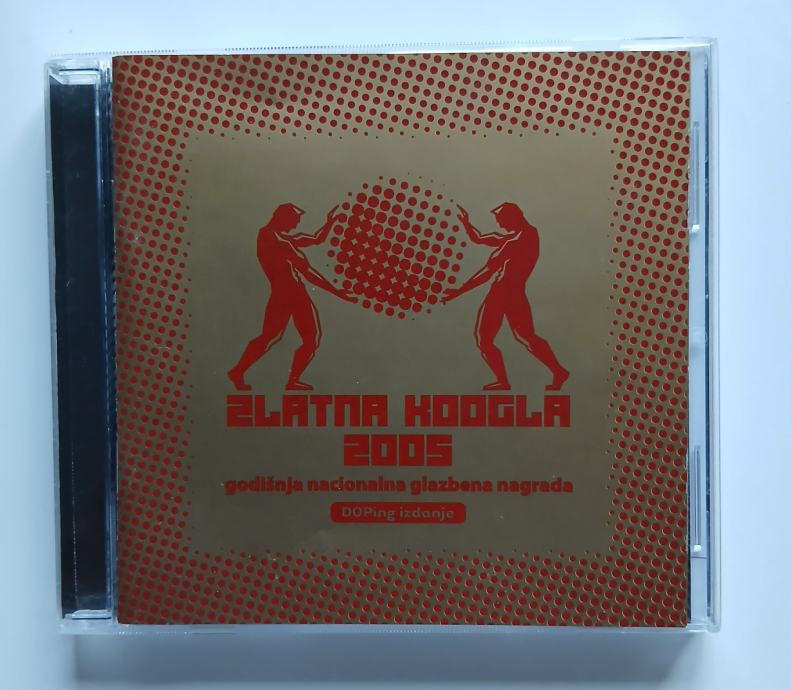 ZLATNA KOOGLA
2005
godišnja nacionalna glazbena nagrada
DOPing izdanje